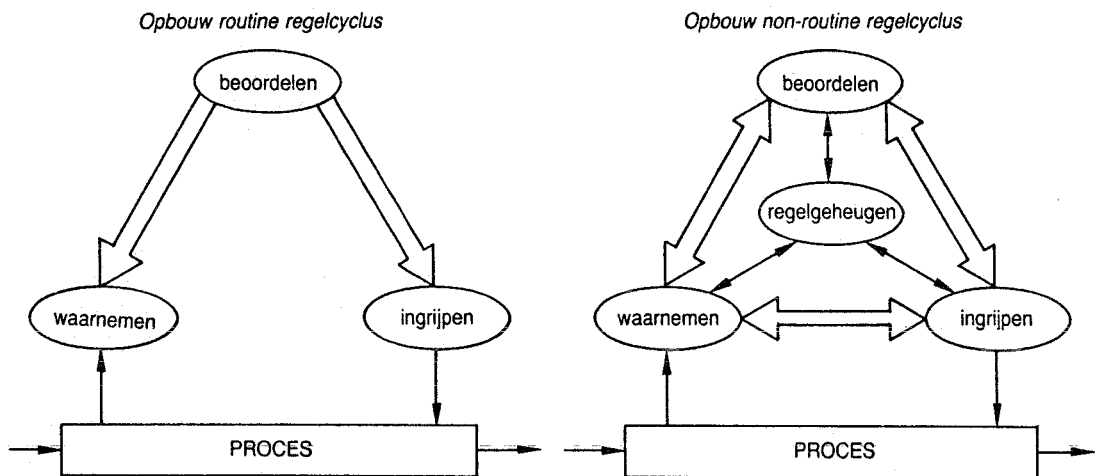 Opbouw routine regelcyclus
beoordelen
waarnemen
ingrijpen
PROCES
Opbouw non-routine regelcyclus
beoordelen
regelgeheugen
waarnemen
ingrijpen
PROCES